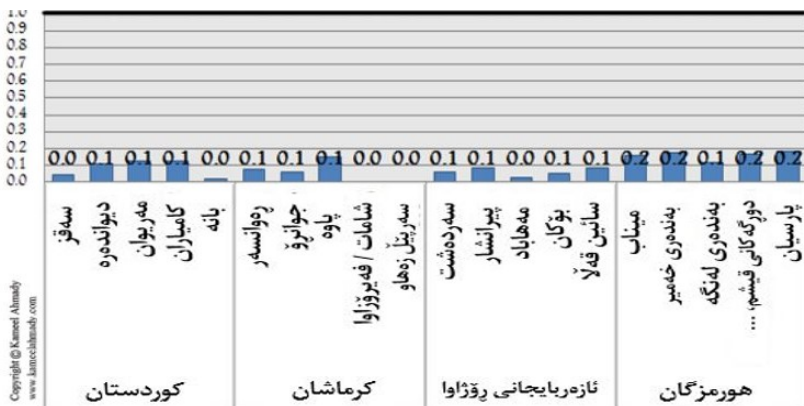 1.0
0.9
0.8
0.7
0.6
0.5
0.4
0.3
0.2
0.1
0.0
0.0 0.1 0.1 0.1 0.0 0.1 0.1 0.1 0.0 0.0 0.1 0.1 0.0 0.1 0.1 0.2 0.2 0.1 0.2 0.2
سەقز
دیواندەرە
مەریوان
کامیاران
بانە
ڕەوانسەر
جوانڕۆ
پاوە
شامات / فەیرۆزاوا
سەرپێڵ زەهاو
سەردەشت
پیرانشار
مەهاباد
بۆکان
سائین قەڵا
میناب
بەندەری خەمیر
بەندەری لەنگە
دوڕگەکانی قیشم، ...
پارسیان
کوردستان
کرماشان
ئازەربایجانی ڕۆژاوا
هورمزگان
Copyright © Kameel Ahmady
www.kameelahmady.com